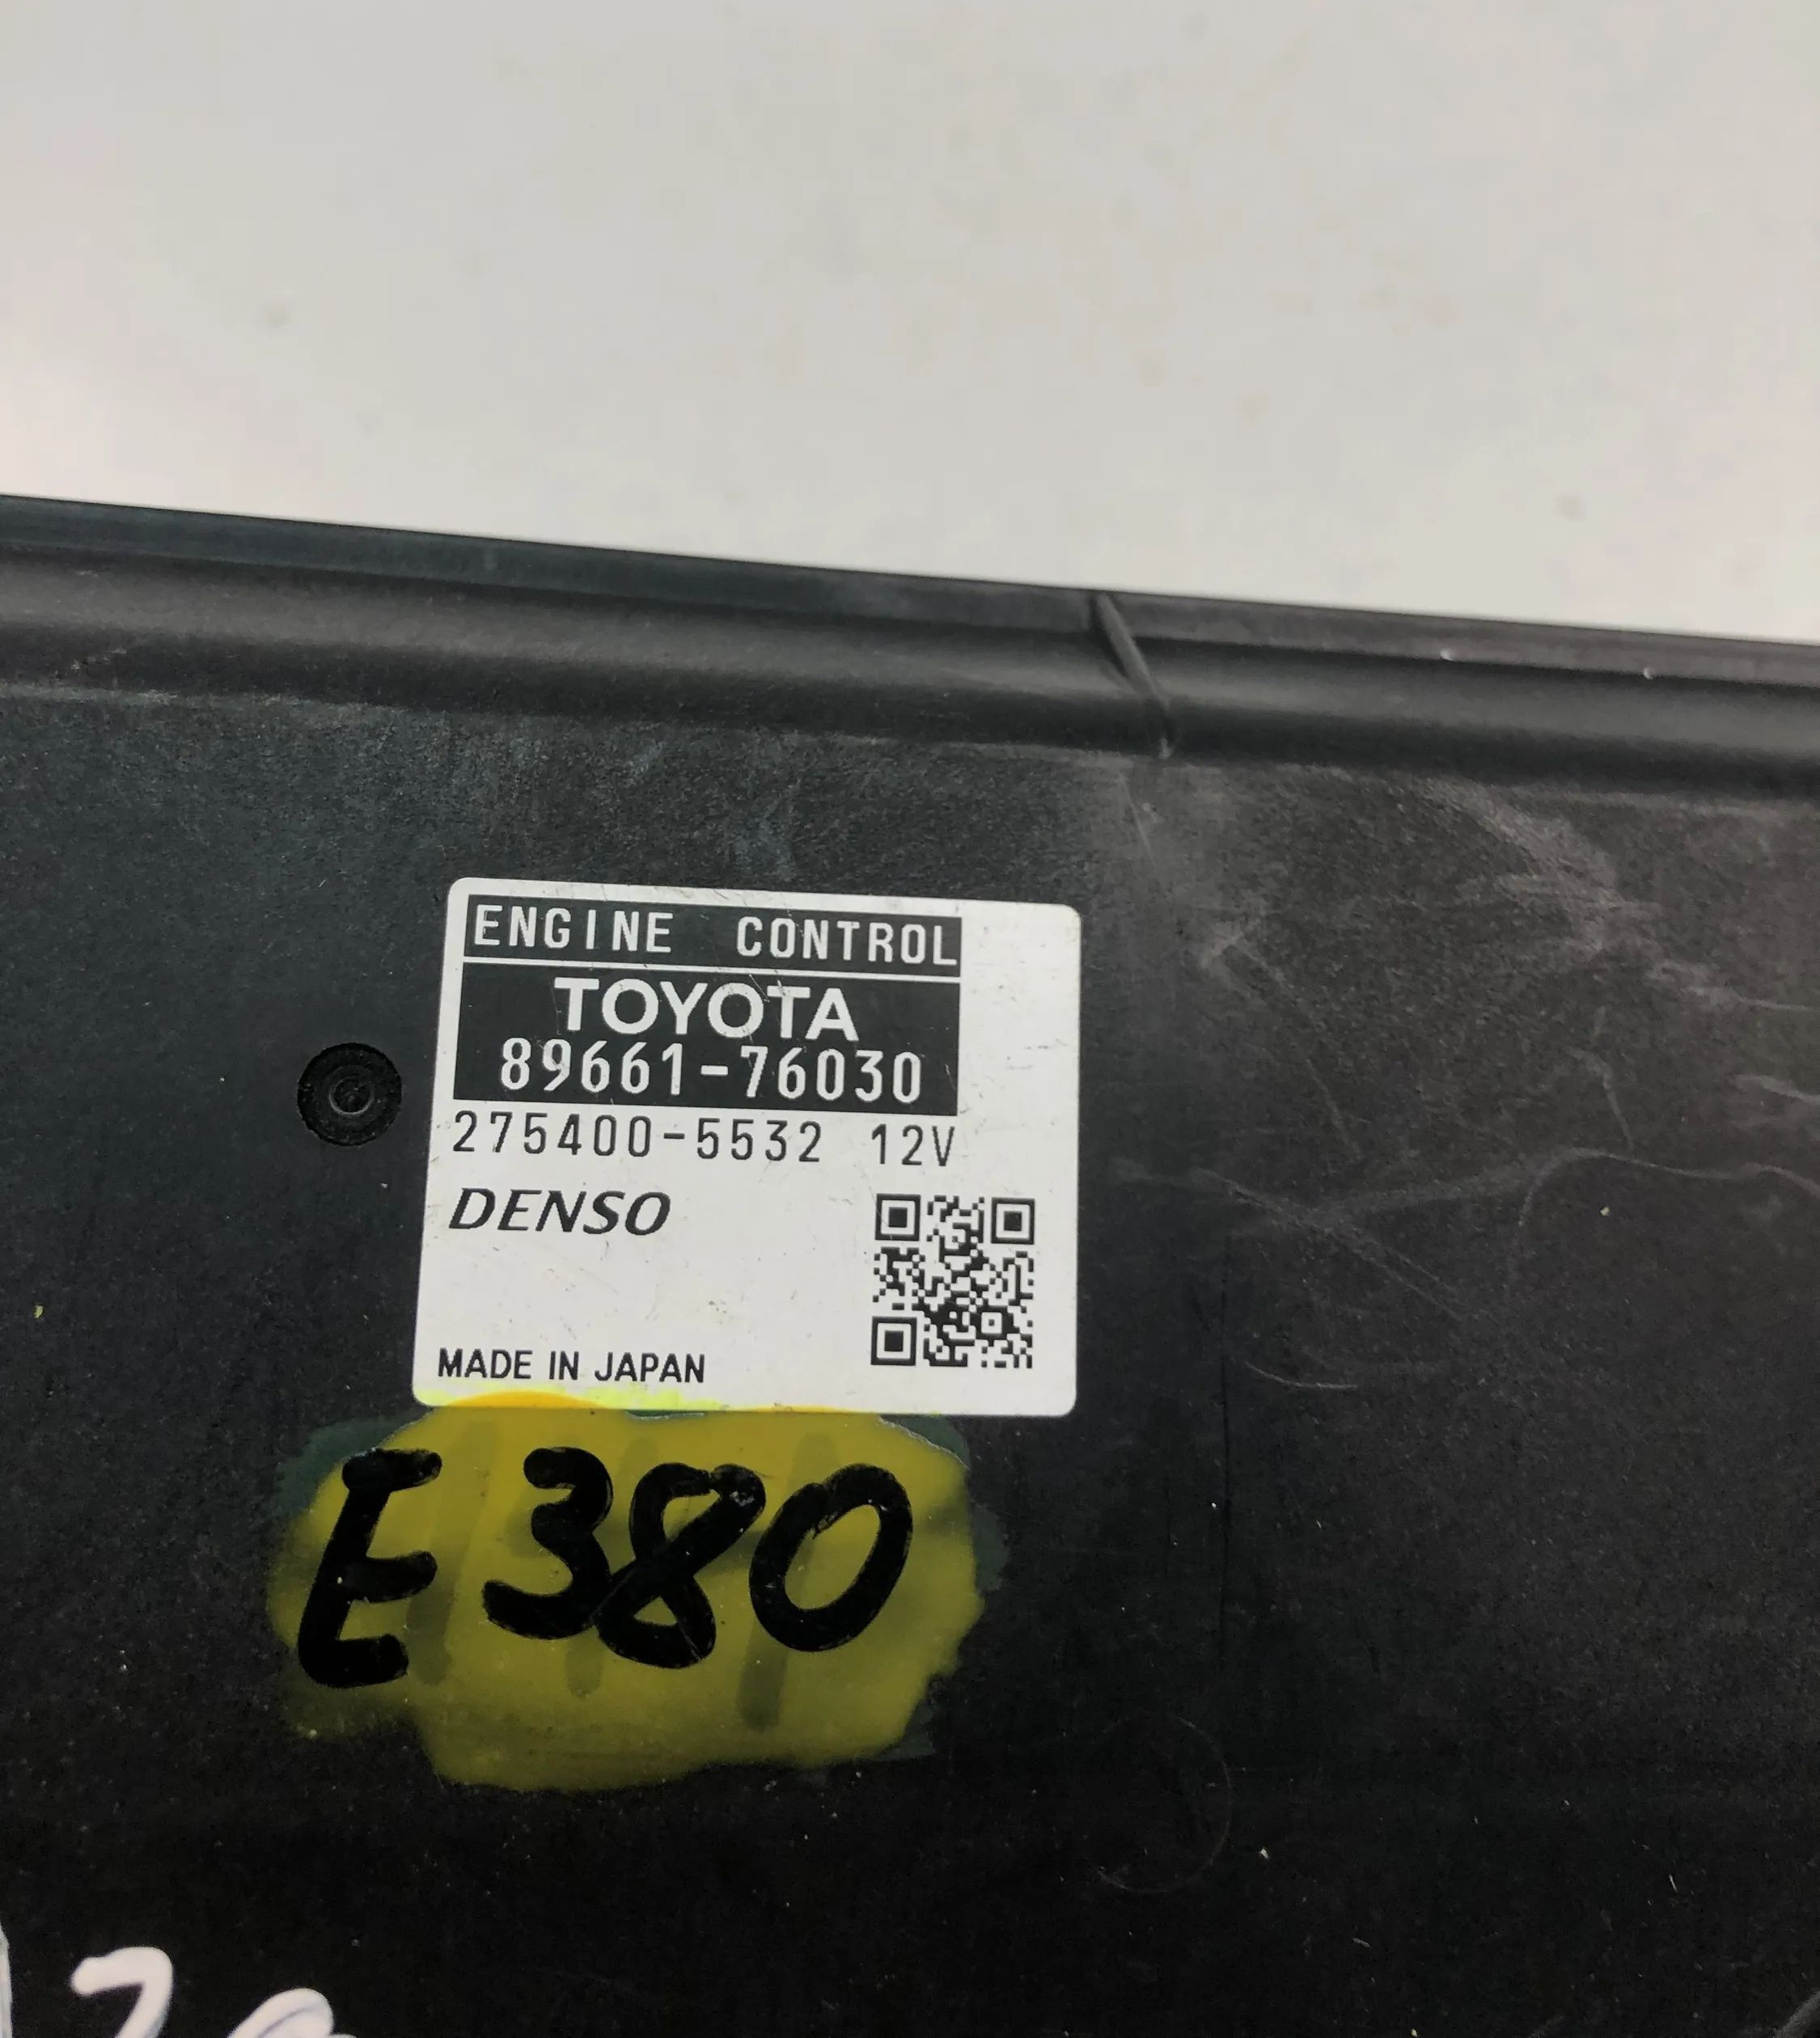 ENGINE CONTROL
TOYOTA
89661-76030
275400-5532 12V
DENSO
MADE IN JAPAN
E380